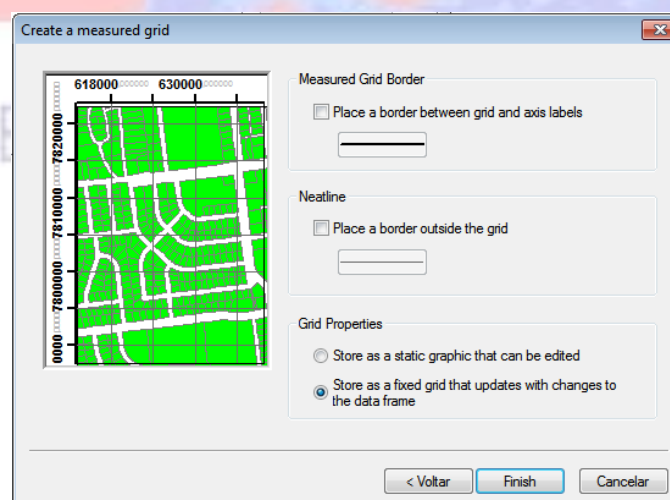 Create a measured grid
618000 630000
7820000
7810000
7800000
0000
Measured Grid Border
Place a border between grid and axis labels
Neatline
Place a border outside the grid
Grid Properties
Store as a static graphic that can be edited
Store as a fixed grid that updates with changes to
the data frame
< Voltar
Finish
Cancelar